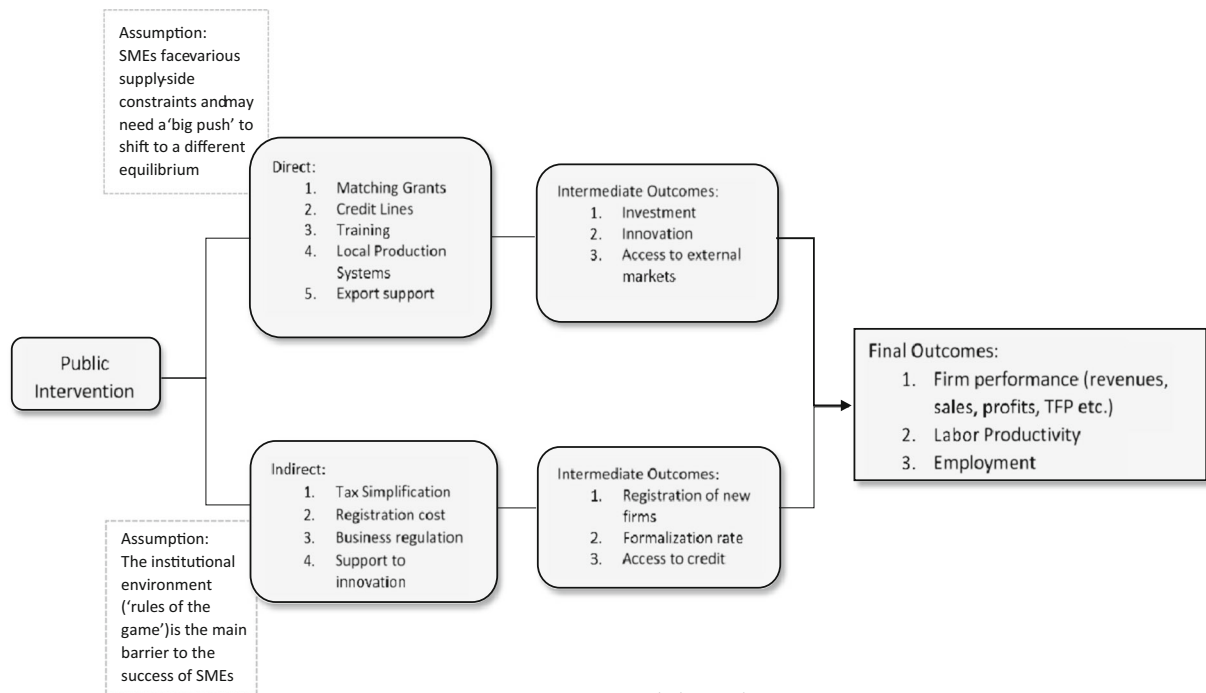 Assumption:
SMEs facevarious
supply-side
constraints andmay
need a'big push' to
shift to a different
equilibrium
Direct:
1. Matching Grants
2. Credit Lines
3. Training
4. Local Production
Systems
5. Export support
Intermediate Outcomes:
1. Investment
2. Innovation
3. Access to external
markets
Public
Intervention
Final Outcomes:
1. Firm performance (revenues,
sales, profits, TFP etc.)
2. Labor Productivity
3. Employment
Indirect:
1. Tax Simplification
2. Registration cost
3. Business regulation
4. Support to
innovation
Intermediate Outcomes:
1. Registration of new
firms
2. Formalization rate
3. Access to credit
Assumption:
The institutional
environment
('rules of the
game')is the main
barrier to the
success of SMEs